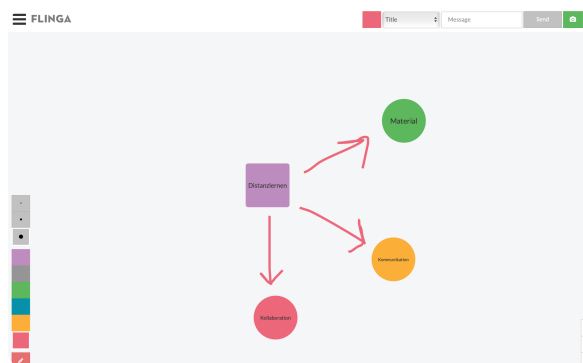 FLINGA
Title
Message
Send
Material
Distanzlernen
Kommunikation
Kollaboration